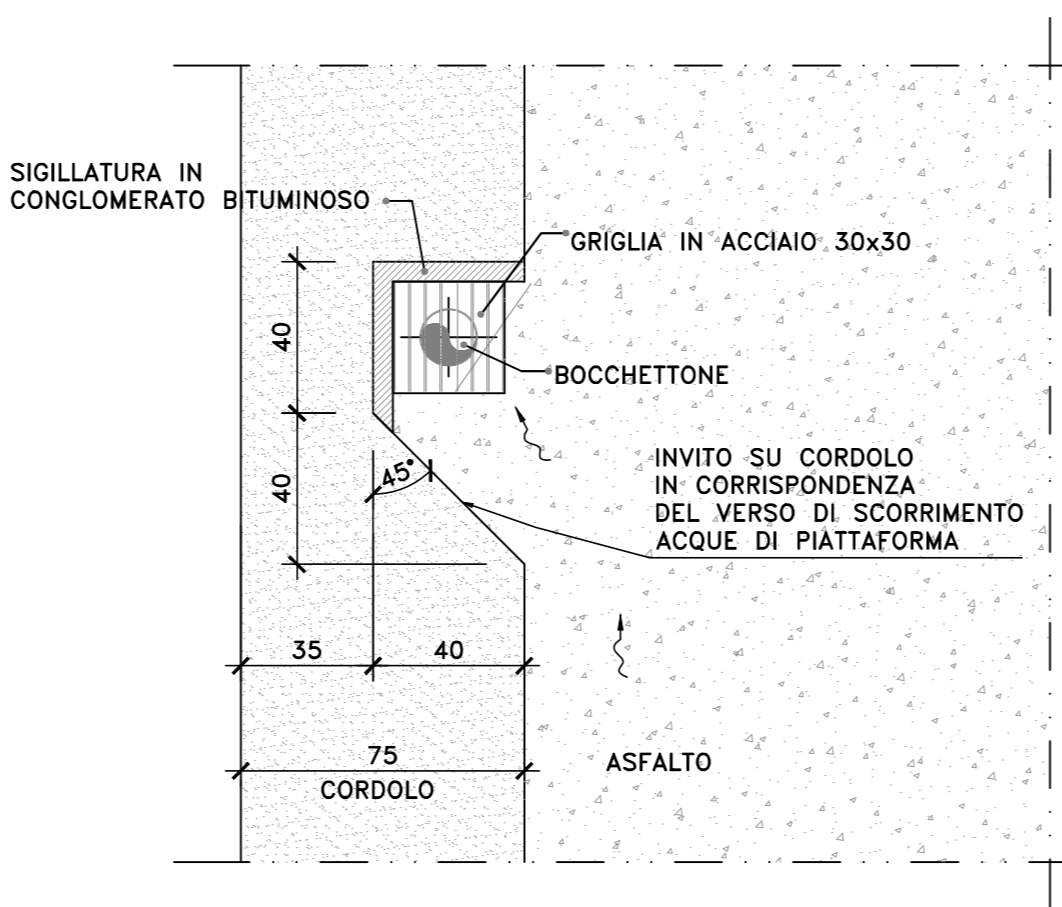 SIGILLATURA IN
CONGLOMERATO BITUMINOSO
GRIGLIA IN ACCIAIO 30x30
40
BOCCHETTONE
INVITO SU CORDOLO
IN CORRISPONDENZA
DEL VERSO DI SCORRIMENTO
ACQUE DI PIATTAFORMA
45°
40
35
40
75
CORDOLO
ASFALTO